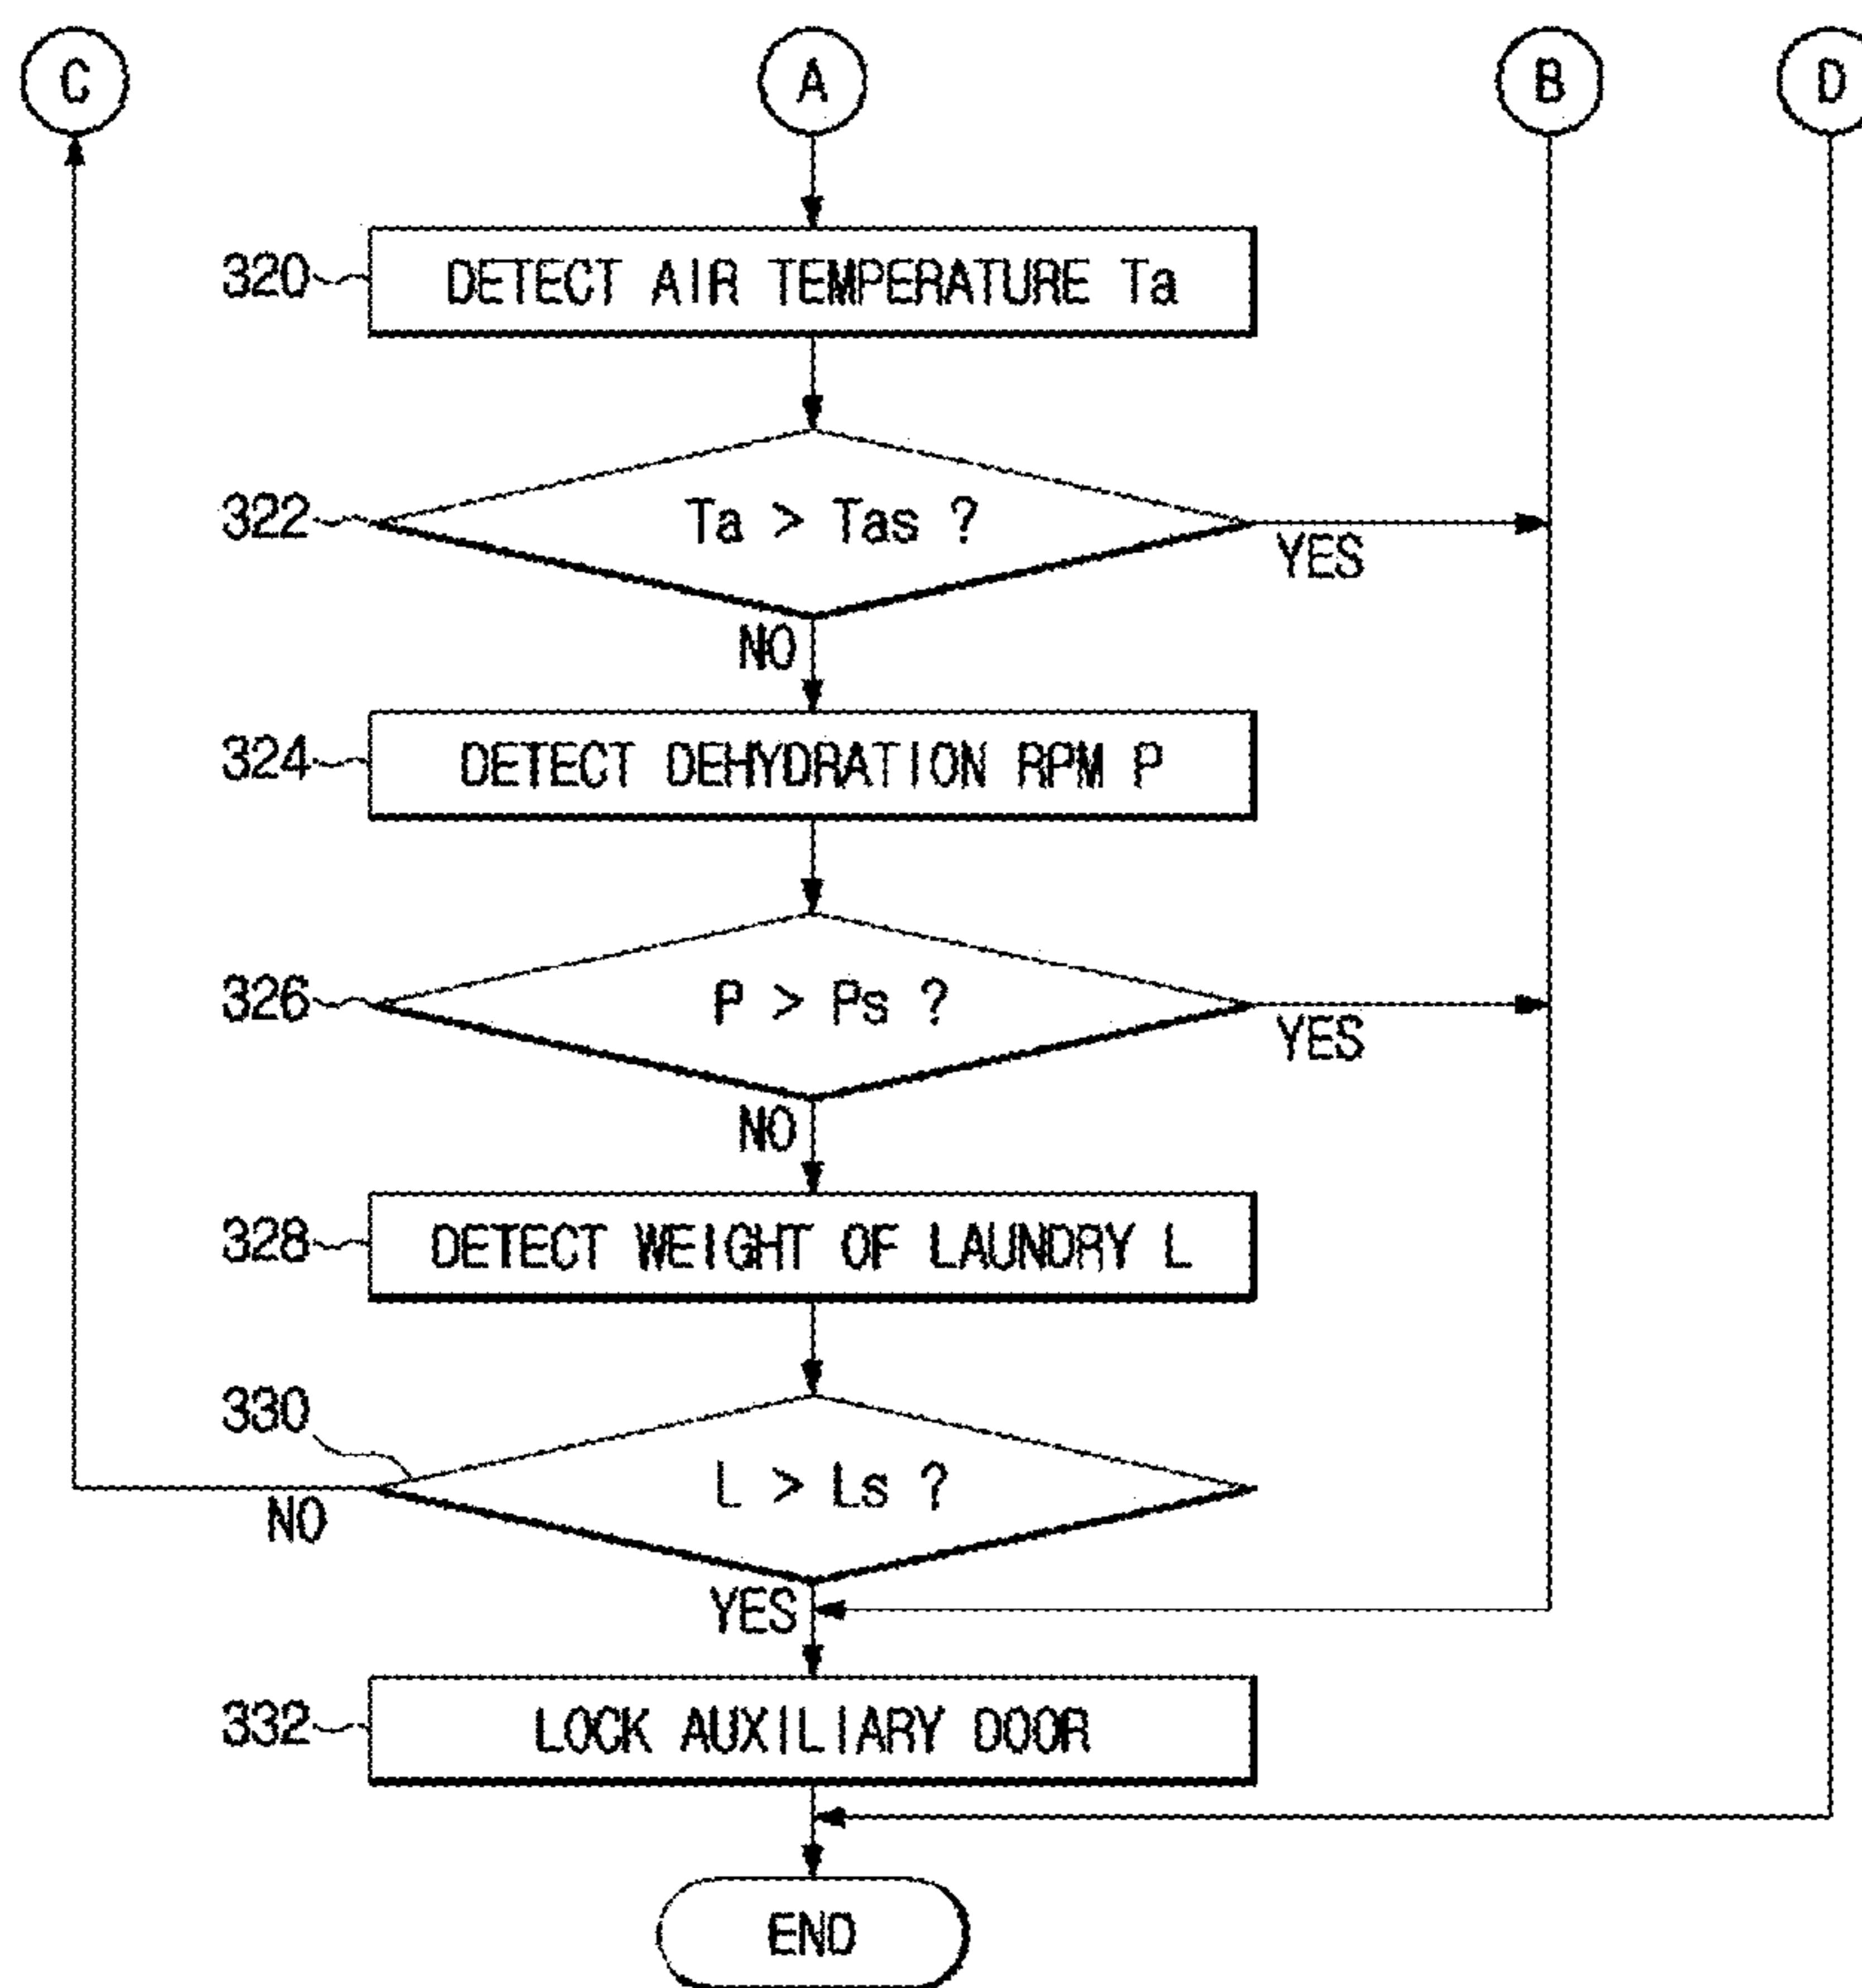 C
A
B
D
320
DETECT AIR TEMPERATURE Ta
322
Ta > Tas ?
YES
NO
324
DETECT DEHYDRATION RPM P
326
P > Ps ?
YES
NO
328
DETECT WEIGHT OF LAUNDRY L
330
L > Ls ?
NO
YES
332
LOCK AUXILIARY DOOR
END